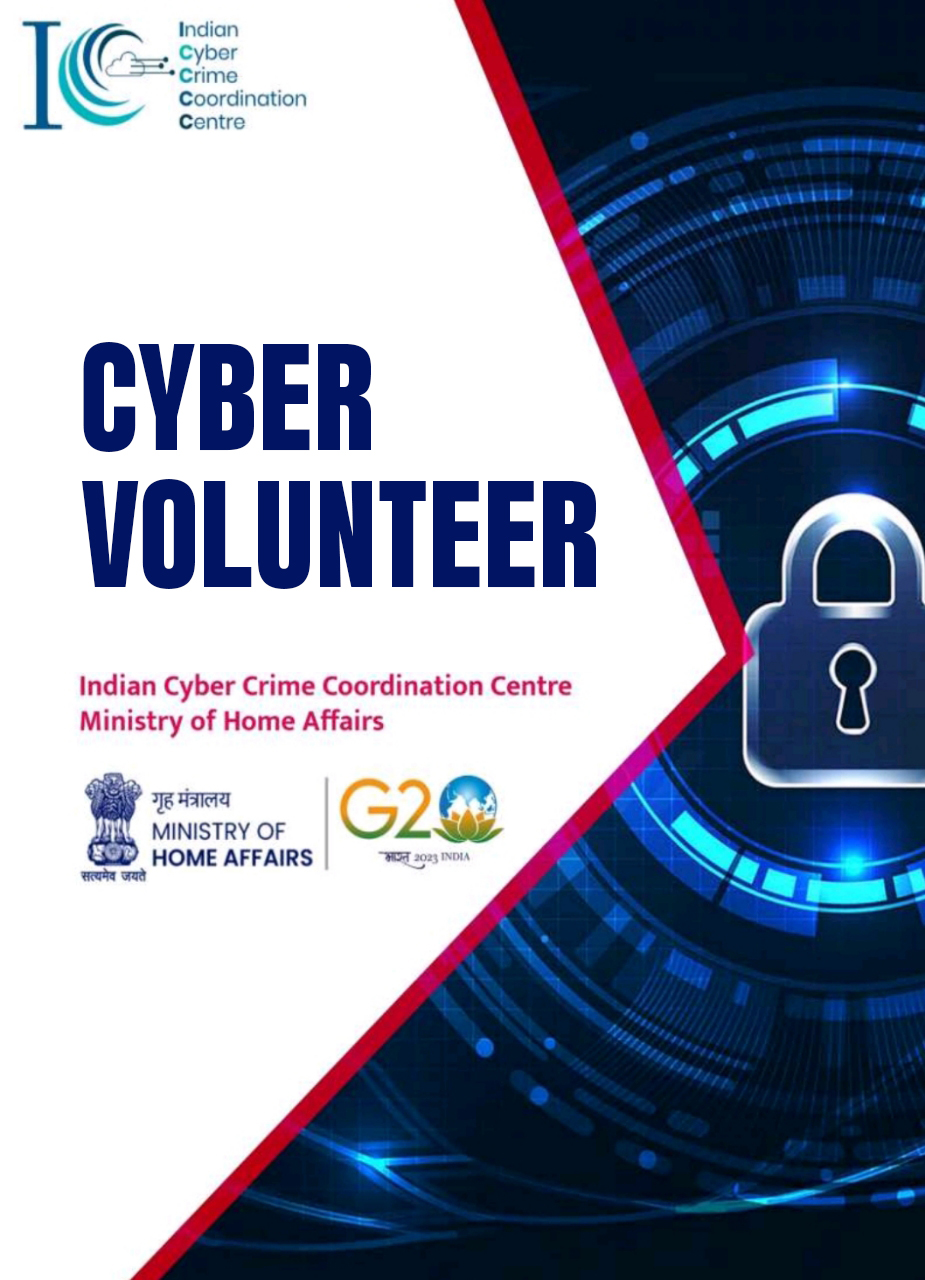 Indian
Cyber
Crime
Coordination
Centre
CYBER
VOLUNTEER
Indian Cyber Crime Coordination Centre
Ministry of Home Affairs
गृह मंत्रालय
MINISTRY OF
HOME AFFAIRS
सत्यमेव जयते
G20
भारत 2023 INDIA